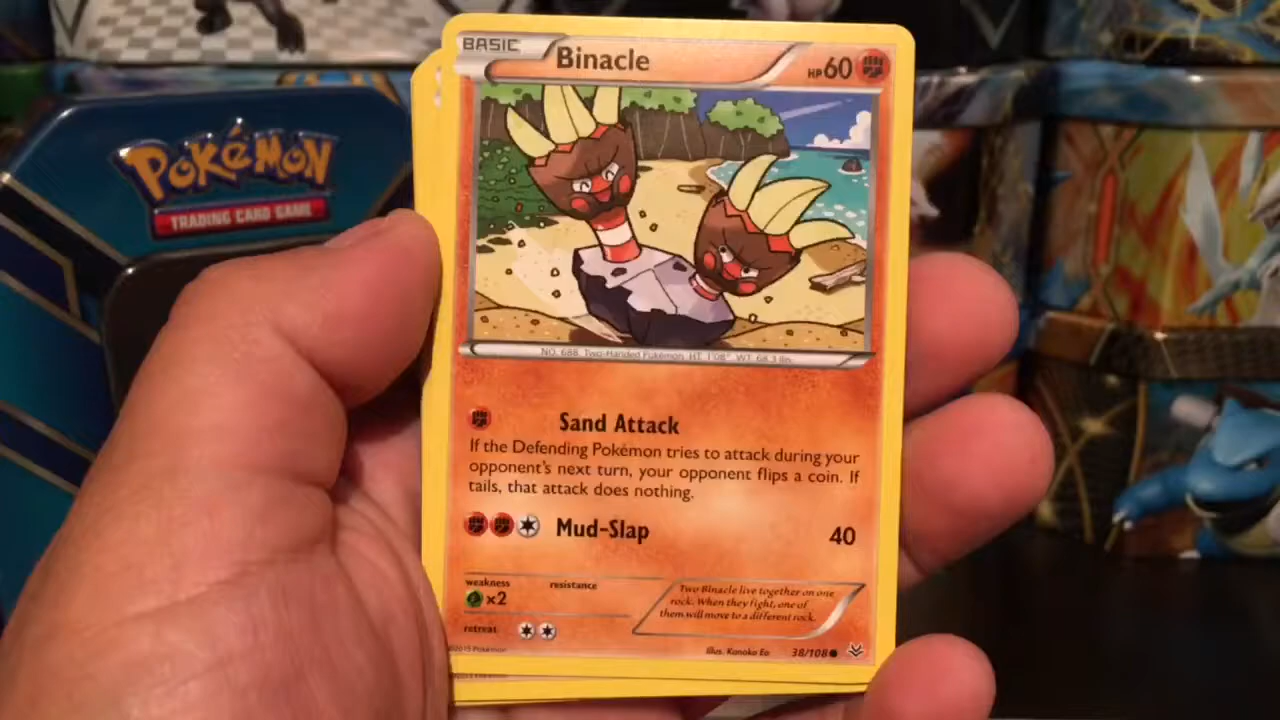 POKéMON
TRADING CARD GAME
BASIC
Binacle
HP60
NO. 688 Two-Handed Pokémon HT: 1'08" WT: 68.3 lbs.
Sand Attack
If the Defending Pokémon tries to attack during your
opponent's next turn, your opponent flips a coin. If
tails, that attack does nothing.
Mud-Slap 40
weakness resistance
x2
Two Binacle live together on one
rock. When they fight, one of
them will move to a different rock.
retreat
©2015 Pokémon
Illus. Kanako Eo 38/108